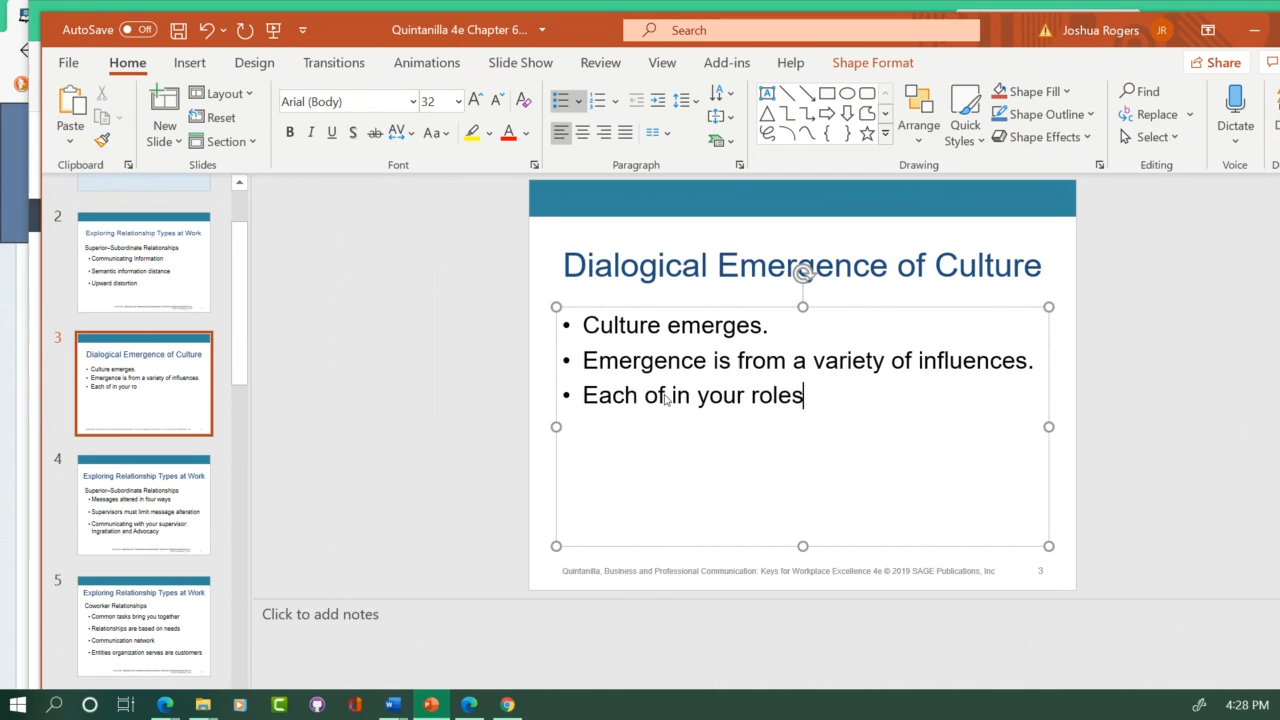 AutoSave Off Quintanilla 4e Chapter 6... Search Joshua Rogers JR
File Home Insert Design Transitions Animations Slide Show Review View Add-ins Help Shape Format Share
Paste
New
Slide
Layout
Reset
Section
Arial (Body) 32
B I U S ab AV Aa A
Arrange
Quick
Styles
Shape Fill
Shape Outline
Shape Effects
Find
Replace
Select
Dictate
Clipboard Slides Font Paragraph Drawing Editing Voice
2
Exploring Relationship Types at Work
Superior–Subordinate Relationships
• Communicating Information
• Semantic information distance
• Upward distortion
3
Dialogical Emergence of Culture
• Culture emerges.
• Emergence is from a variety of influences.
• Each of in your ro
4
Exploring Relationship Types at Work
Superior–Subordinate Relationships
• Messages altered in four ways
• Supervisors must limit message alteration
• Communicating with your supervisor:
Ingratiation and Advocacy
5
Exploring Relationship Types at Work
Coworker Relationships
• Common tasks bring you together
• Relationships are based on needs
• Communication network
• Entities organization serves are customers
Dialogical Emergence of Culture
• Culture emerges.
• Emergence is from a variety of influences.
• Each of in your roles
Quintanilla, Business and Professional Communication: Keys for Workplace Excellence 4e © 2019 SAGE Publications, Inc 3
Click to add notes
4:28 PM